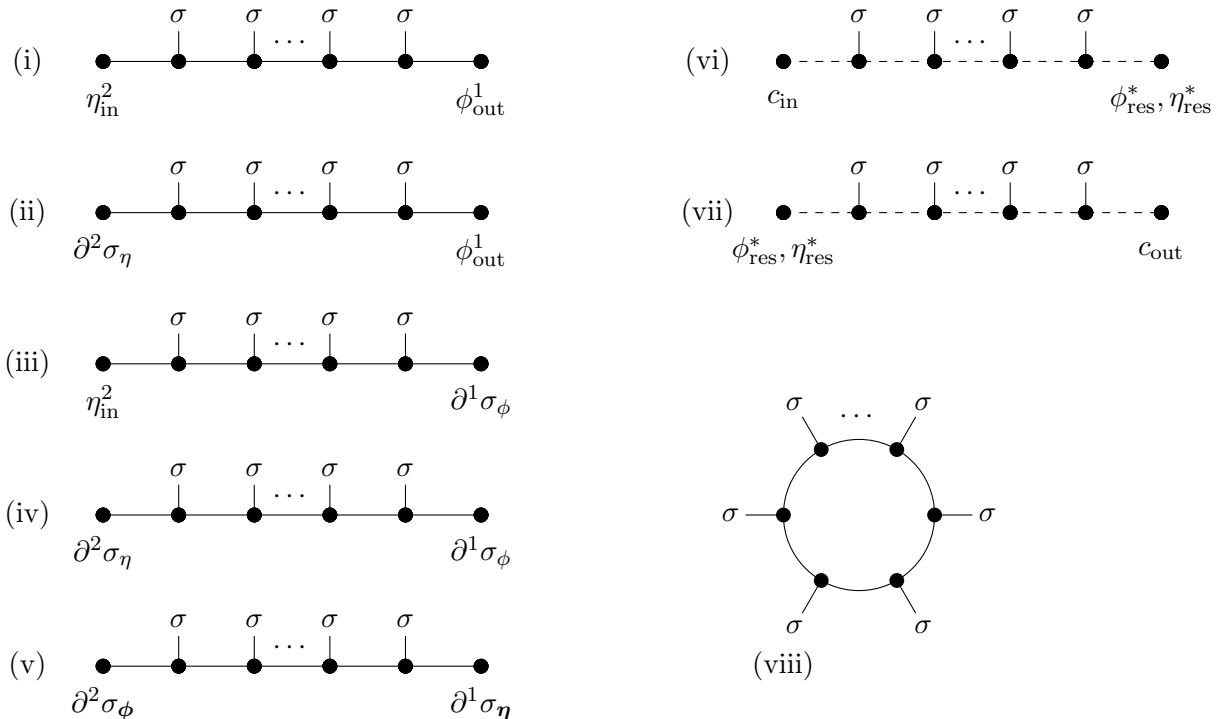 (i) σ σ ... σ σ
η²_in φ¹_out
(ii) σ σ ... σ σ
∂²σ_η φ¹_out
(iii) σ σ ... σ σ
η²_in ∂¹σ_ϕ
(iv) σ σ ... σ σ
∂²σ_η ∂¹σ_ϕ
(v) σ σ ... σ σ
∂²σ_ϕ ∂¹σ_η
(vi) σ σ ... σ σ
c_in ϕ*_res, η*_res
(vii) σ σ ... σ σ
ϕ*_res, η*_res c_out
σ ... σ
σ σ
σ σ
(viii)